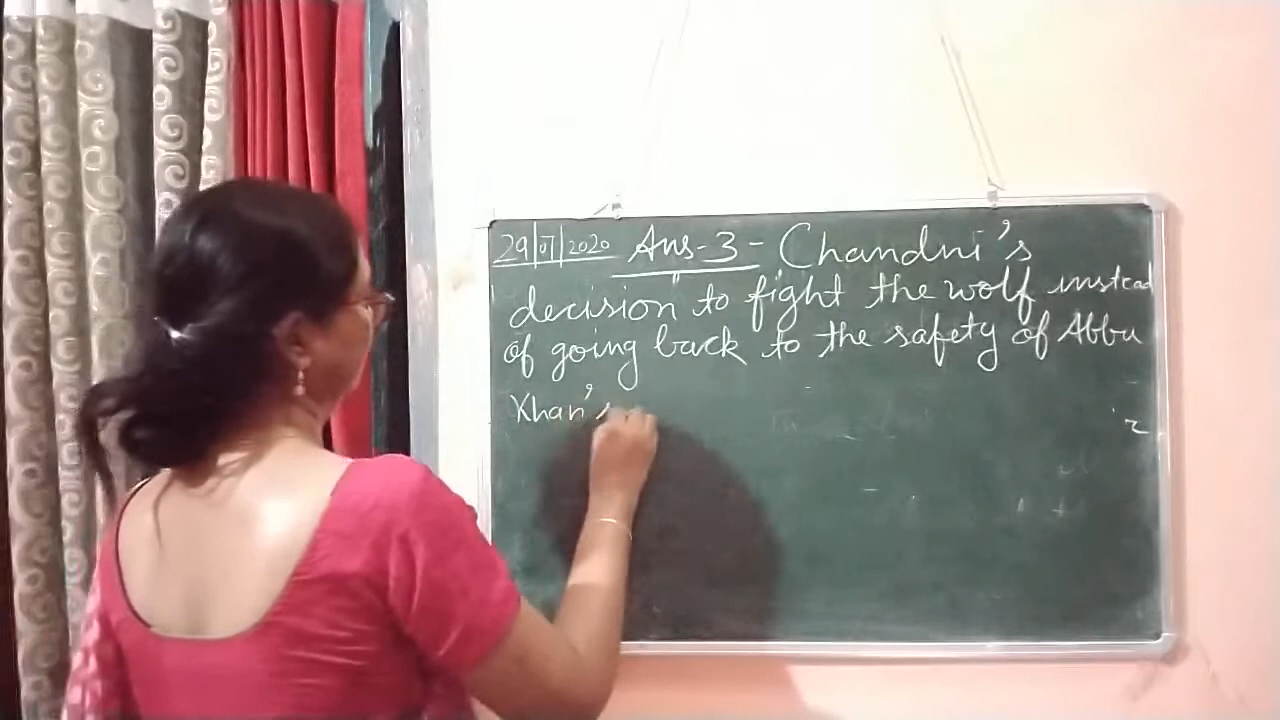 29/07/2020 Ans-3 - Chandni's
decision to fight the wolf instead
of going back to the safety of Abbu
Khan's